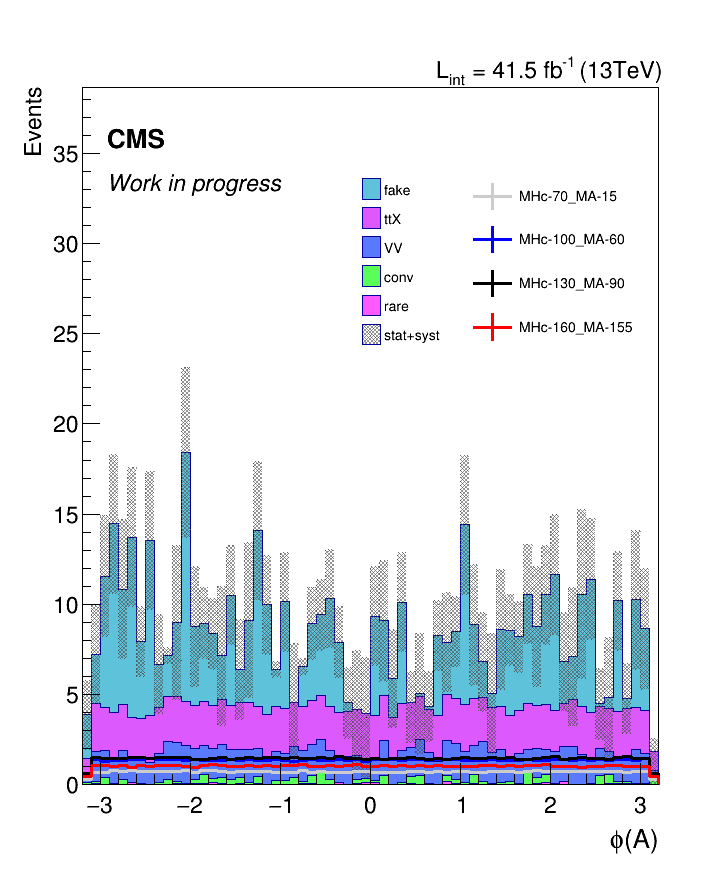 L_int = 41.5 fb^-1 (13TeV)
Events
CMS
Work in progress
fake
ttX
VV
conv
rare
stat+syst
MHc-70_MA-15
MHc-100_MA-60
MHc-130_MA-90
MHc-160_MA-155
35
30
25
20
15
10
5
0
−3 −2 −1 0 1 2 3
ϕ(A)